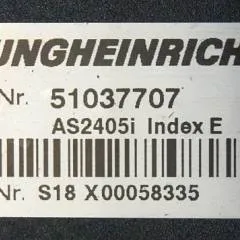 UNGHEINRICH
Nr. 51037707
AS2405i Index E
Nr. S18 X00058335